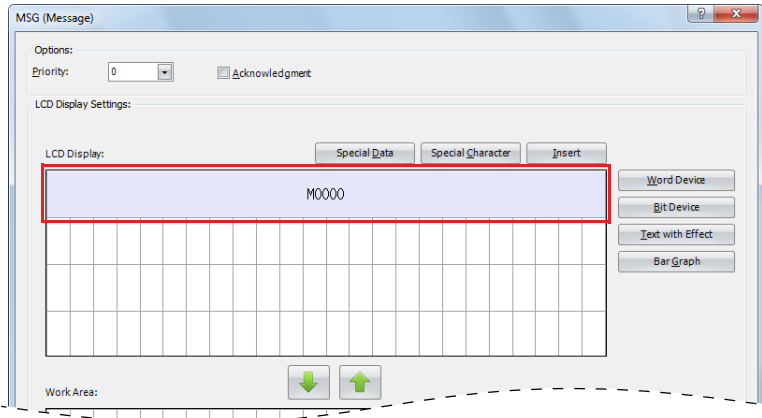 MSG (Message)
Options:
Priority: 0 Acknowledgment
LCD Display Settings:
LCD Display: Special Data Special Character Insert
M0000
Word Device
Bit Device
Text with Effect
Bar Graph
Work Area: